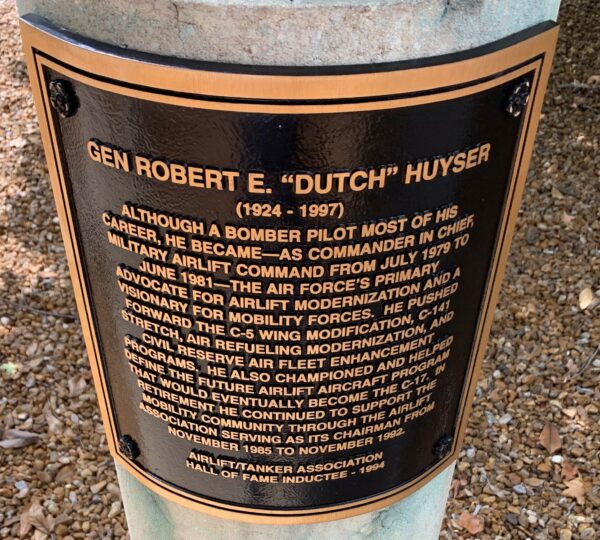 GEN ROBERT E. “DUTCH” HUYSER
(1924 - 1997)
ALTHOUGH A BOMBER PILOT MOST OF HIS
CAREER, HE BECAME—AS COMMANDER IN CHIEF,
MILITARY AIRLIFT COMMAND FROM JULY 1979 TO
JUNE 1981—THE AIR FORCE'S PRIMARY
ADVOCATE FOR AIRLIFT MODERNIZATION AND A
VISIONARY FOR MOBILITY FORCES. HE PUSHED
FORWARD THE C-5 WING MODIFICATION, C-141
STRETCH, AIR REFUELING MODERNIZATION, AND
CIVIL RESERVE AIR FLEET ENHANCEMENT
PROGRAMS. HE ALSO CHAMPIONED AND HELPED
DEFINE THE FUTURE AIRLIFT AIRCRAFT PROGRAM
THAT WOULD EVENTUALLY BECOME THE C-17. IN
RETIREMENT HE CONTINUED TO SUPPORT THE
MOBILITY COMMUNITY THROUGH THE AIRLIFT
ASSOCIATION SERVING AS ITS CHAIRMAN FROM
NOVEMBER 1985 TO NOVEMBER 1992.
AIRLIFT/TANKER ASSOCIATION
HALL OF FAME INDUCTEE - 1994